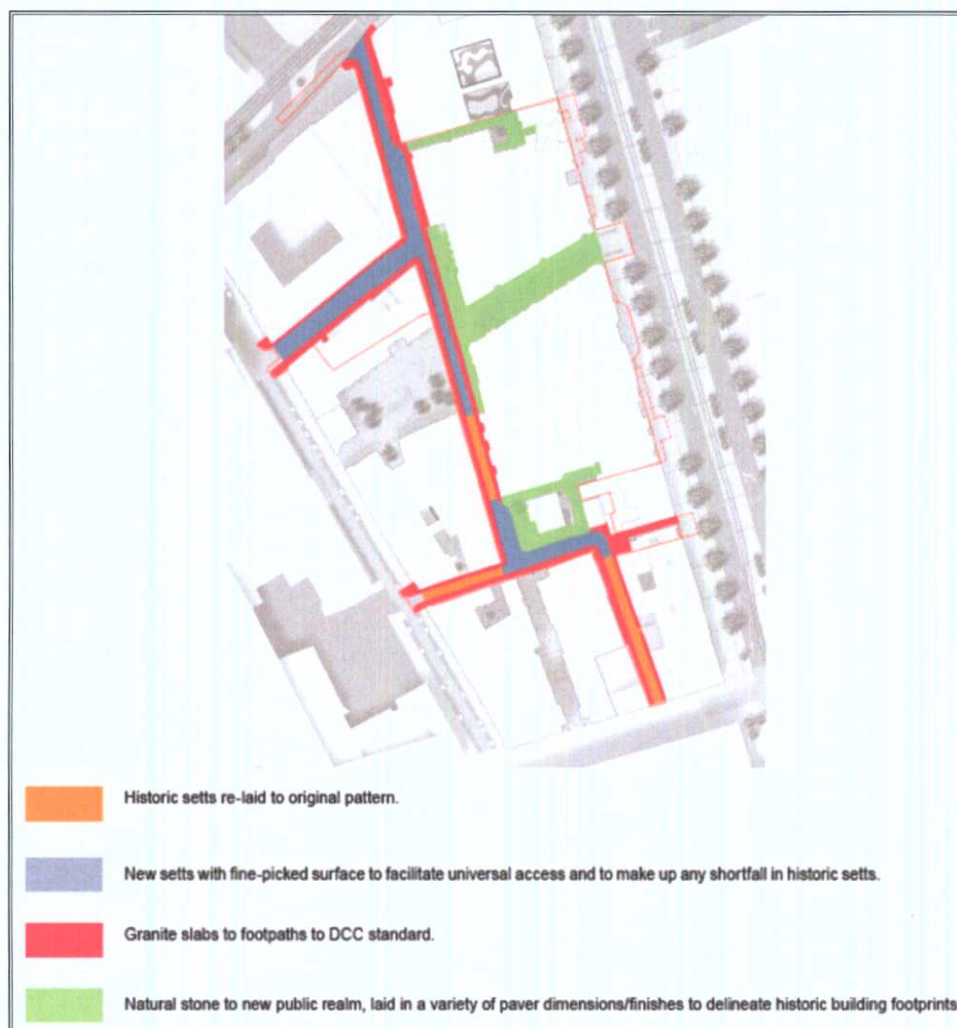 Historic setts re-laid to original pattern.
New setts with fine-picked surface to facilitate universal access and to make up any shortfall in historic setts.
Granite slabs to footpaths to DCC standard.
Natural stone to new public realm, laid in a variety of paver dimensions/finishes to delineate historic building footprints